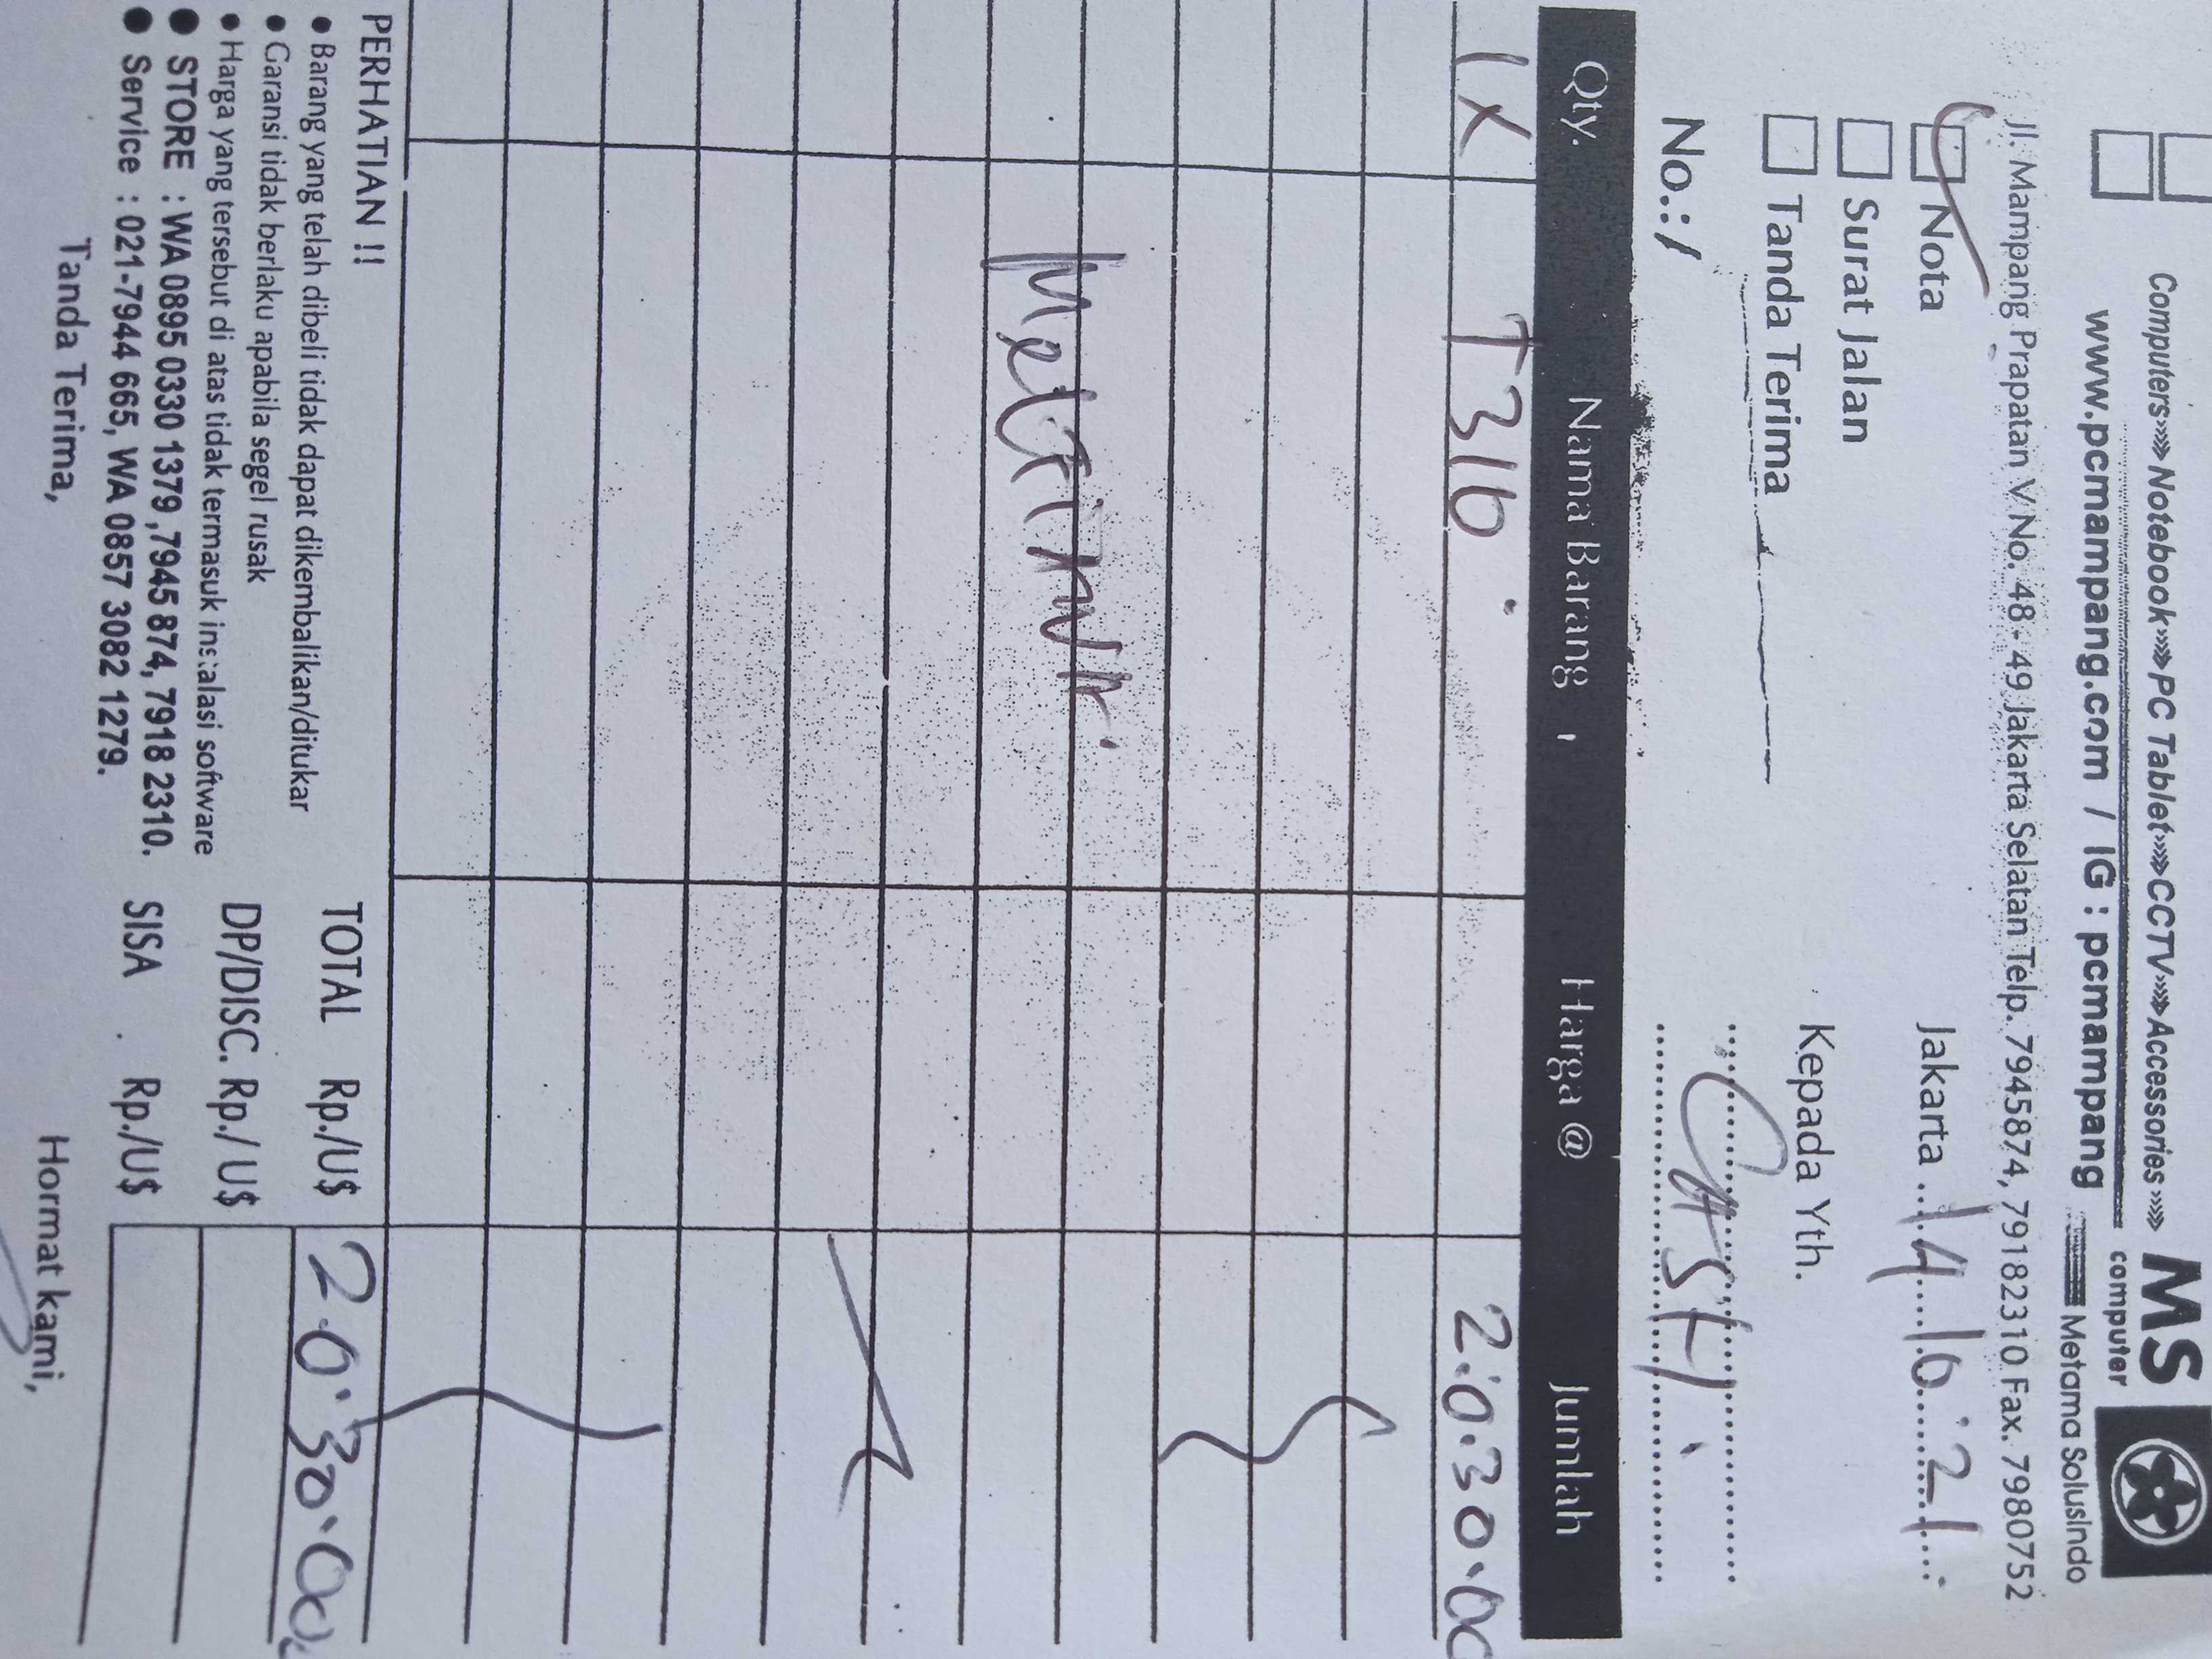 Computers»»»Notebook»»»PC Tablet»»»CCTV»»»Accessories»»»
MS
computer
www.pcmampang.com / IG : pcmampang
Metama SolusIndo
Jl. Mampang Prapatan V No. 48 - 49 Jakarta Selatan Telp. 7945874, 79182310 Fax. 7980752
Nota
Jakarta 14 10 21
Surat Jalan
Tanda Terima
Kepada Yth.
CASH
No.:
Qty. Nama Barang Harga @ Jumlah
1x T310 2.030.00
PERHATIAN !!
• Barang yang telah dibeli tidak dapat dikembalikan/ditukar
• Garansi tidak berlaku apabila segel rusak
• Harga yang tersebut di atas tidak termasuk instalasi software
● STORE : WA 0895 0330 1379 ,7945 874, 7918 2310.
● Service : 021-7944 665, WA 0857 3082 1279.
TOTAL Rp./U$ 2.030.00
DP/DISC. Rp./ U$
SISA Rp./U$
Tanda Terima,
Hormat kami,